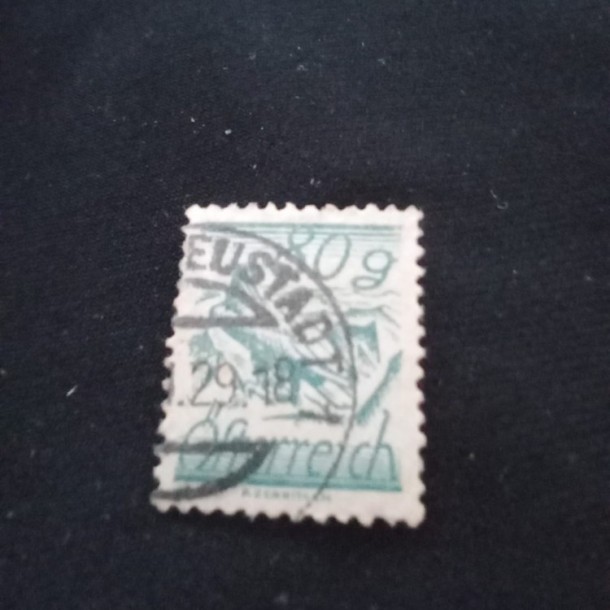 80 g
EUSTADT
.29.18
Öſterreich